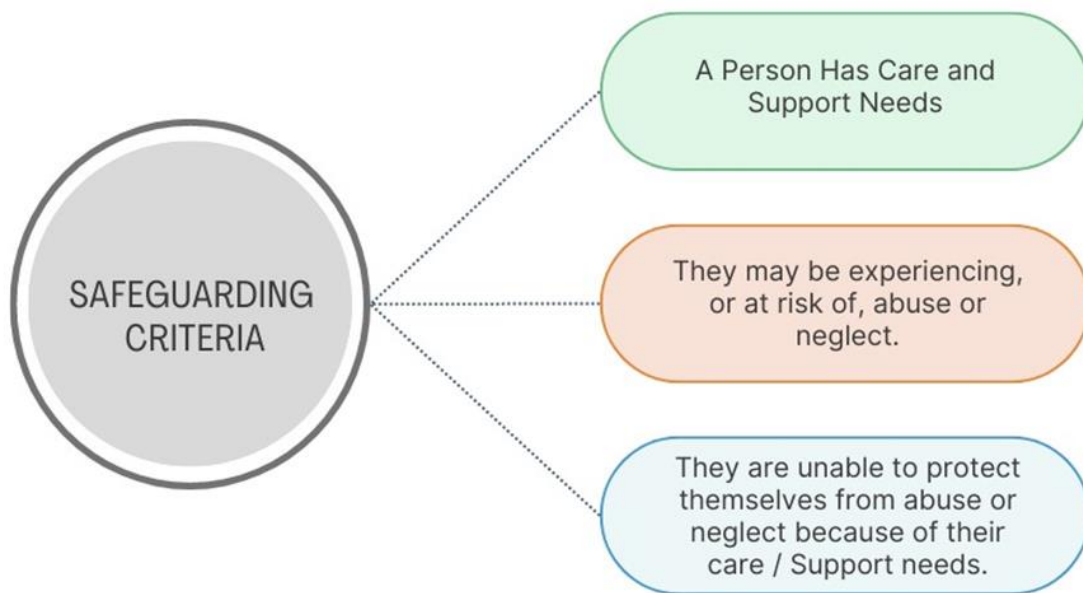 SAFEGUARDING
CRITERIA
A Person Has Care and
Support Needs
They may be experiencing,
or at risk of, abuse or
neglect.
They are unable to protect
themselves from abuse or
neglect because of their
care / Support needs.